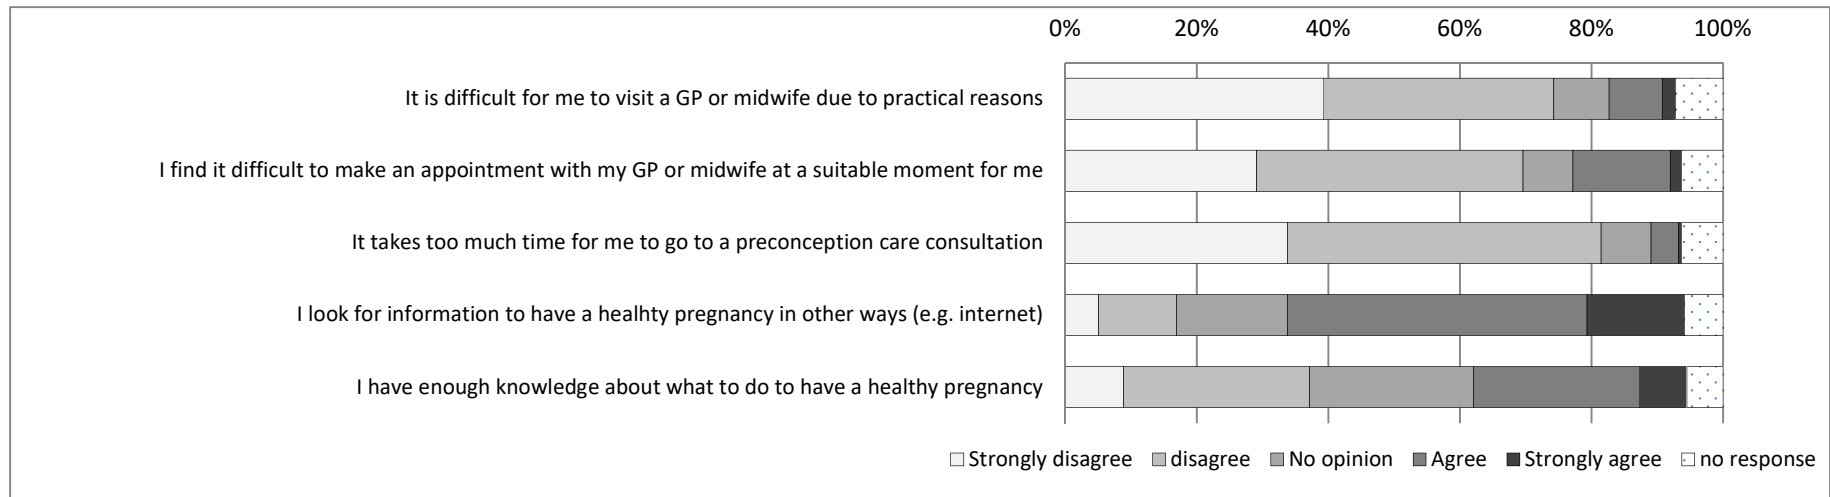 0% 20% 40% 60% 80% 100%
It is difficult for me to visit a GP or midwife due to practical reasons
I find it difficult to make an appointment with my GP or midwife at a suitable moment for me
It takes too much time for me to go to a preconception care consultation
I look for information to have a healhty pregnancy in other ways (e.g. internet)
I have enough knowledge about what to do to have a healthy pregnancy
Strongly disagree disagree No opinion Agree Strongly agree no response